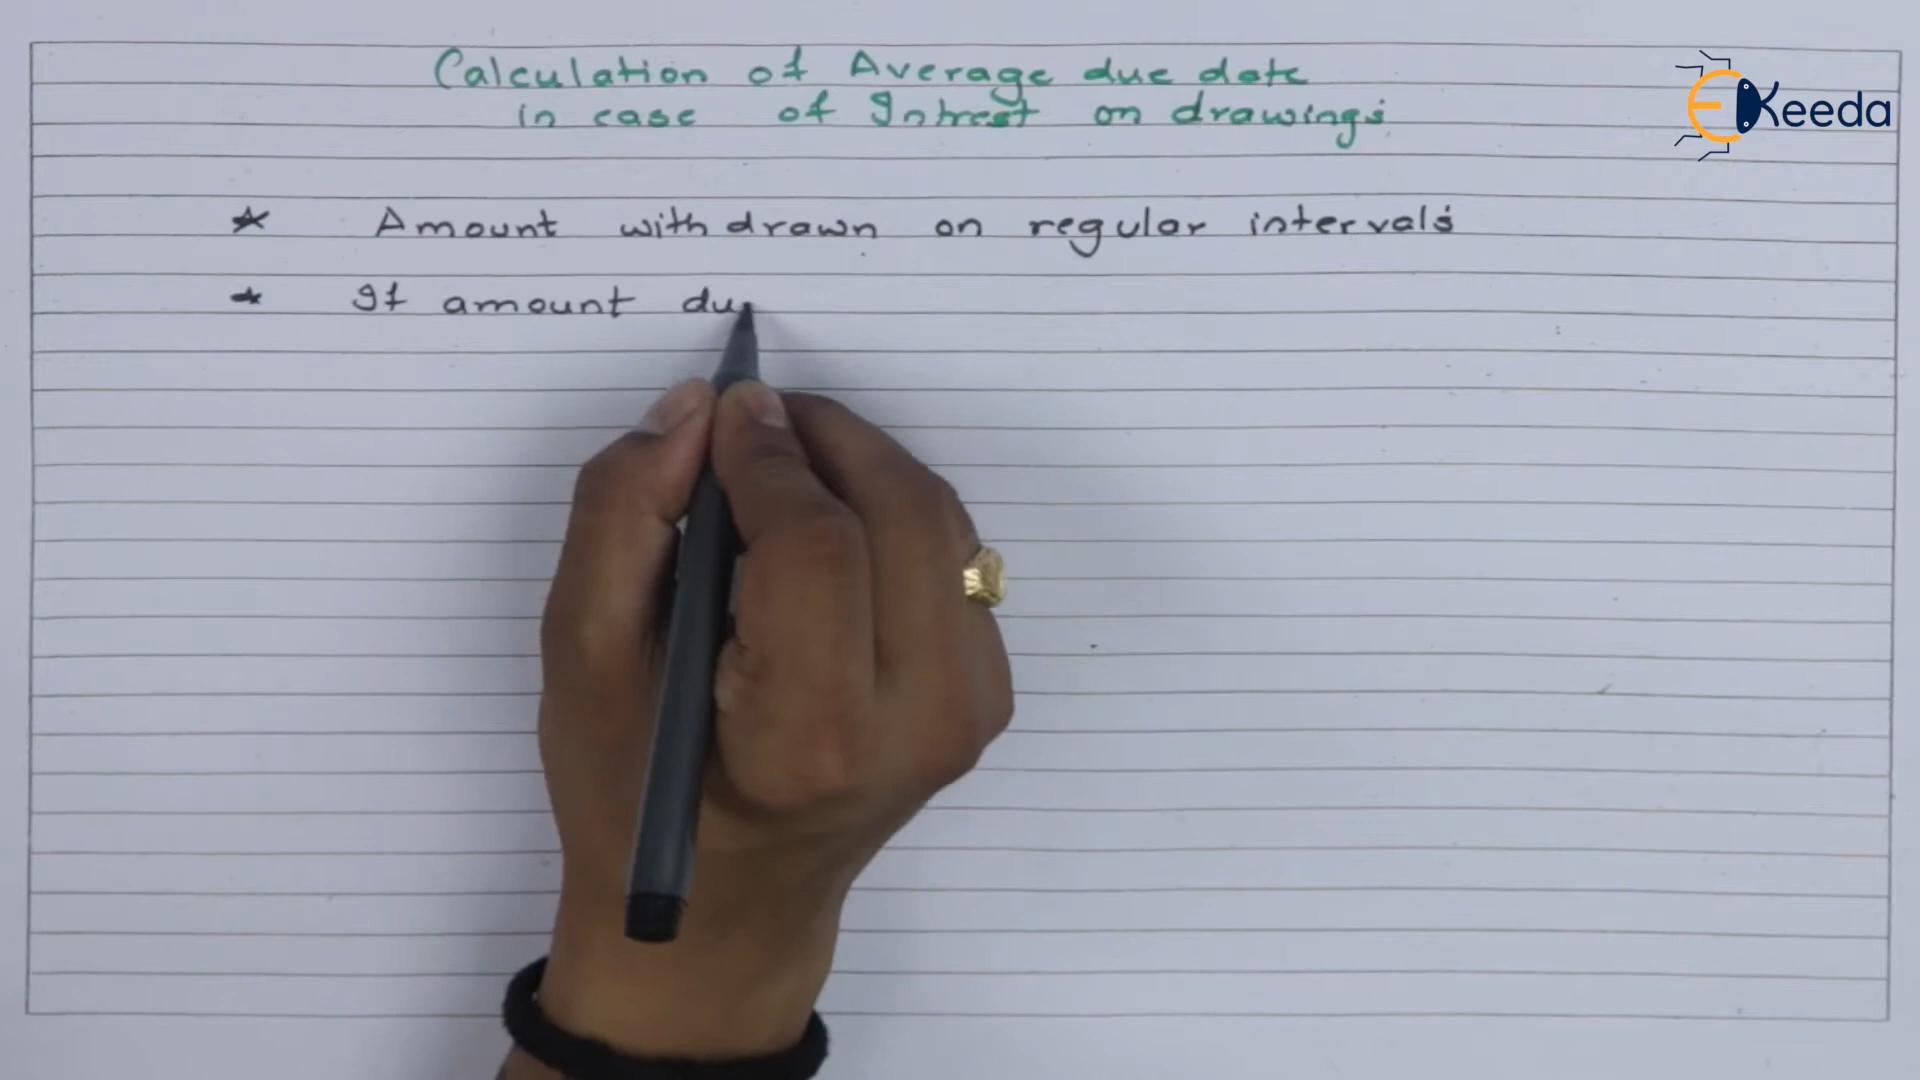 Calculation of Average due date
in case of Intrest on drawings
EKeeda
* Amount withdrawn on regular intervals
* If amount du